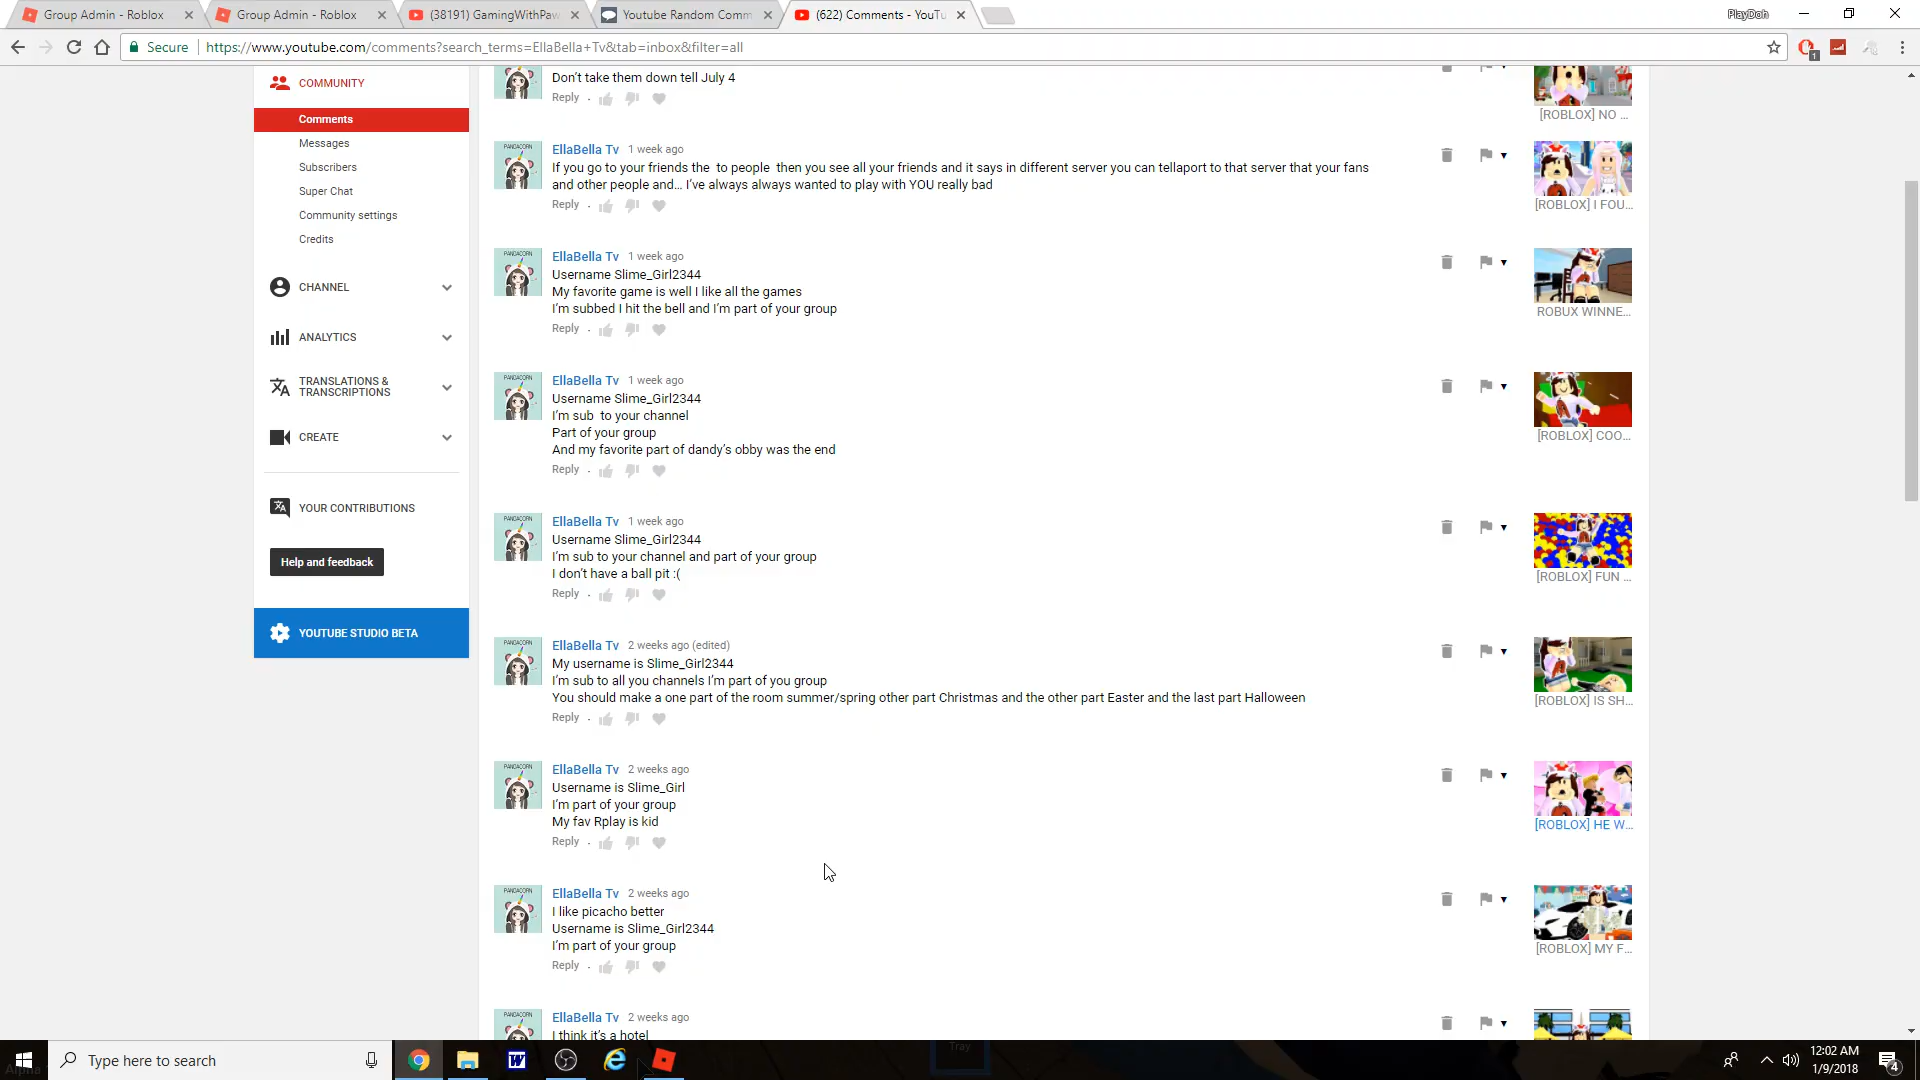 Group Admin - Roblox
Group Admin - Roblox
(38191) GamingWithPaw
Youtube Random Comm
(622) Comments - YouTu
PlayDoh
Secure
https://www.youtube.com/comments?search_terms=EllaBella+Tv&tab=inbox&filter=all
1
COMMUNITY
Comments
Messages
Subscribers
Super Chat
Community settings
Credits
CHANNEL
ANALYTICS
TRANSLATIONS &
TRANSCRIPTIONS
CREATE
YOUR CONTRIBUTIONS
Help and feedback
YOUTUBE STUDIO BETA
Don't take them down tell July 4
Reply
[ROBLOX] NO ...
PANDACORN
EllaBella Tv 1 week ago
If you go to your friends the  to people  then you see all your friends and it says in different server you can tellaport to that server that your fans
and other people and... I've always always wanted to play with YOU really bad
Reply
[ROBLOX] I FOU...
PANDACORN
EllaBella Tv 1 week ago
Username Slime_Girl2344
My favorite game is well I like all the games
I'm subbed I hit the bell and I'm part of your group
Reply
ROBUX WINNE...
PANDACORN
EllaBella Tv 1 week ago
Username Slime_Girl2344
I'm sub  to your channel
Part of your group
And my favorite part of dandy's obby was the end
Reply
[ROBLOX] COO...
PANDACORN
EllaBella Tv 1 week ago
Username Slime_Girl2344
I'm sub to your channel and part of your group
I don't have a ball pit :(
Reply
[ROBLOX] FUN ...
PANDACORN
EllaBella Tv 2 weeks ago (edited)
My username is Slime_Girl2344
I'm sub to all you channels I'm part of you group
You should make a one part of the room summer/spring other part Christmas and the other part Easter and the last part Halloween
Reply
[ROBLOX] IS SH...
PANDACORN
EllaBella Tv 2 weeks ago
Username is Slime_Girl
I'm part of your group
My fav Rplay is kid
Reply
[ROBLOX] HE W...
PANDACORN
EllaBella Tv 2 weeks ago
I like picacho better
Username is Slime_Girl2344
I'm part of your group
Reply
[ROBLOX] MY F...
PANDACORN
EllaBella Tv 2 weeks ago
I think it's a hotel
Type here to search
Tray
12:02 AM
1/9/2018
4